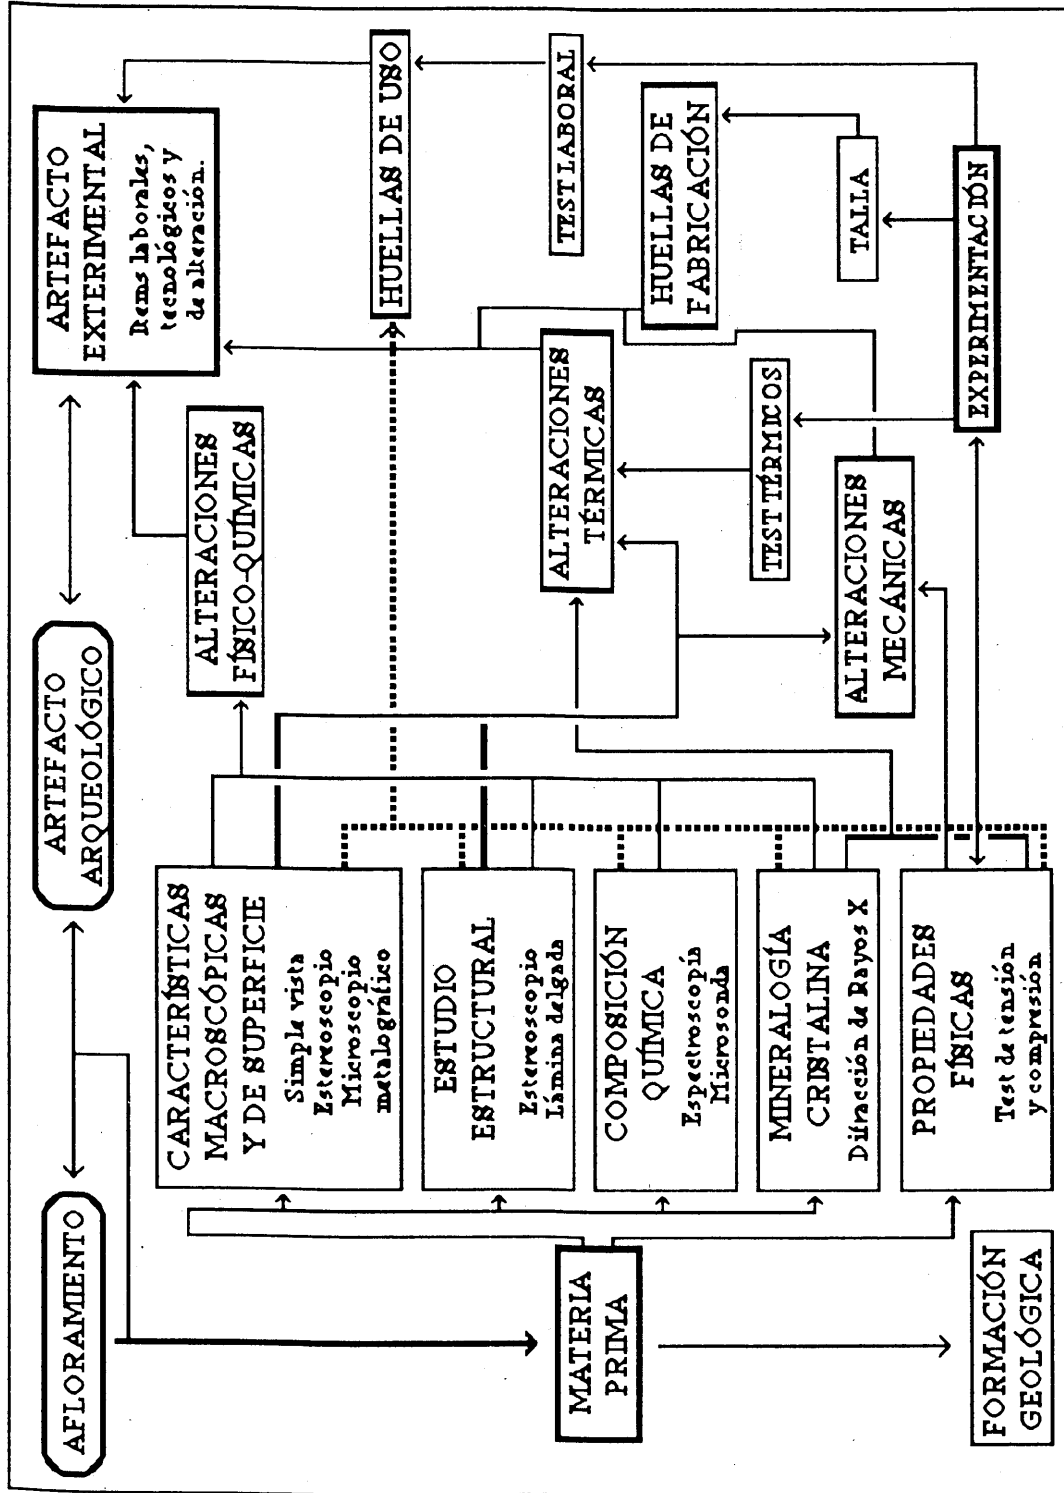 AFLORAMIENTO
ARTEFACTO
ARQUEOLÓGICO
ARTEFACTO
EXTERIMENTAL
Items laborales,
tecnológicos y
de alteración.
CARACTERÍSTICAS
MACROSCÓPICAS
Y DE SUPERFICIE
Simple vista
Estereoscopio
Microscopio
metalográfico
ALTERACIONES
FÍSICO-QUÍMICAS
HUELLAS DE USO
ESTUDIO
ESTRUCTURAL
Estereoscopio
Lámina delgada
MATERIA
PRIMA
COMPOSICIÓN
QUÍMICA
Espectroscopía
Microsonda
ALTERACIONES
TÉRMICAS
TEST LABORAL
HUELLAS DE
FABRICACIÓN
MINERALOGÍA
CRISTALINA
Difracción de Rayos X
TEST TÉRMICOS
TALLA
ALTERACIONES
MECÁNICAS
PROPIEDADES
FÍSICAS
Test de tensión
y compresión
EXPERIMENTACIÓN
FORMACIÓN
GEOLÓGICA